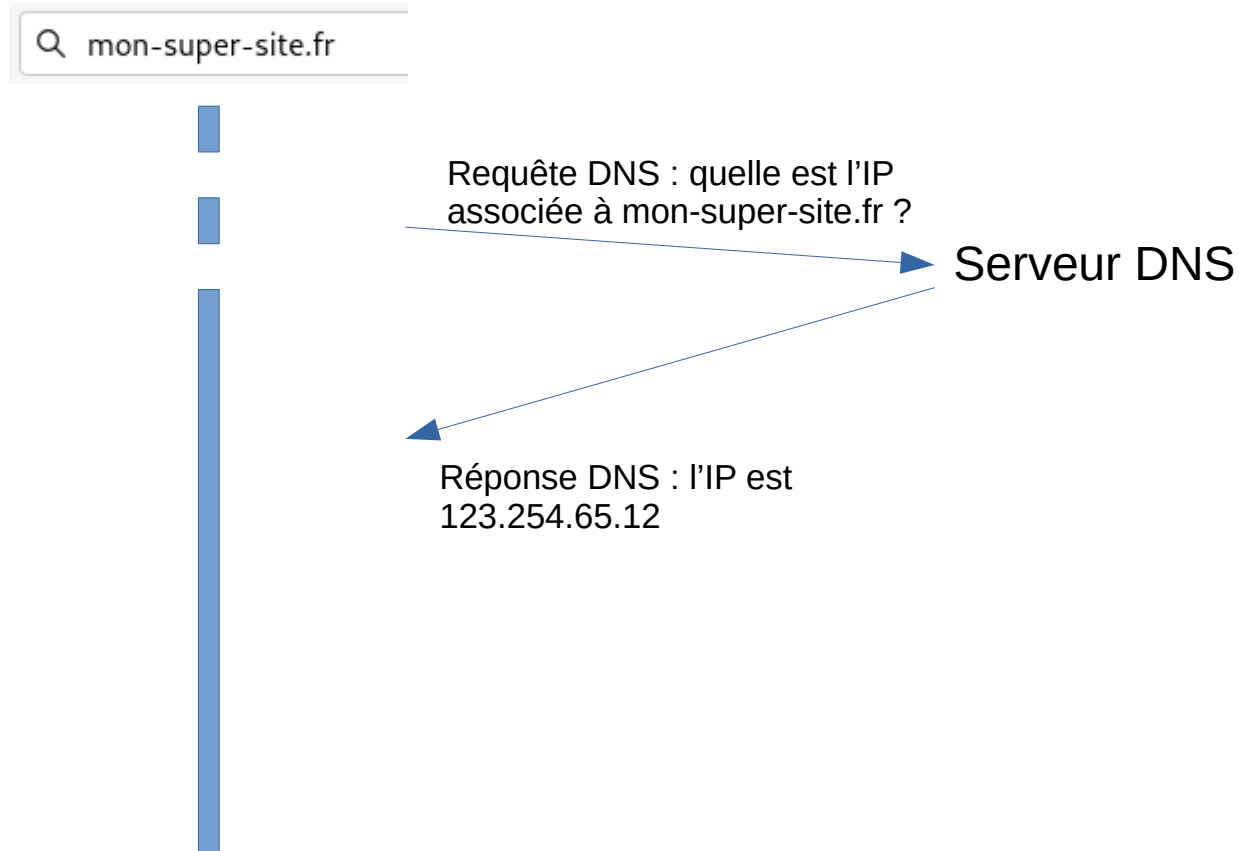 mon-super-site.fr
Requête DNS : quelle est l’IP
associée à mon-super-site.fr ?
Serveur DNS
Réponse DNS : l’IP est
123.254.65.12